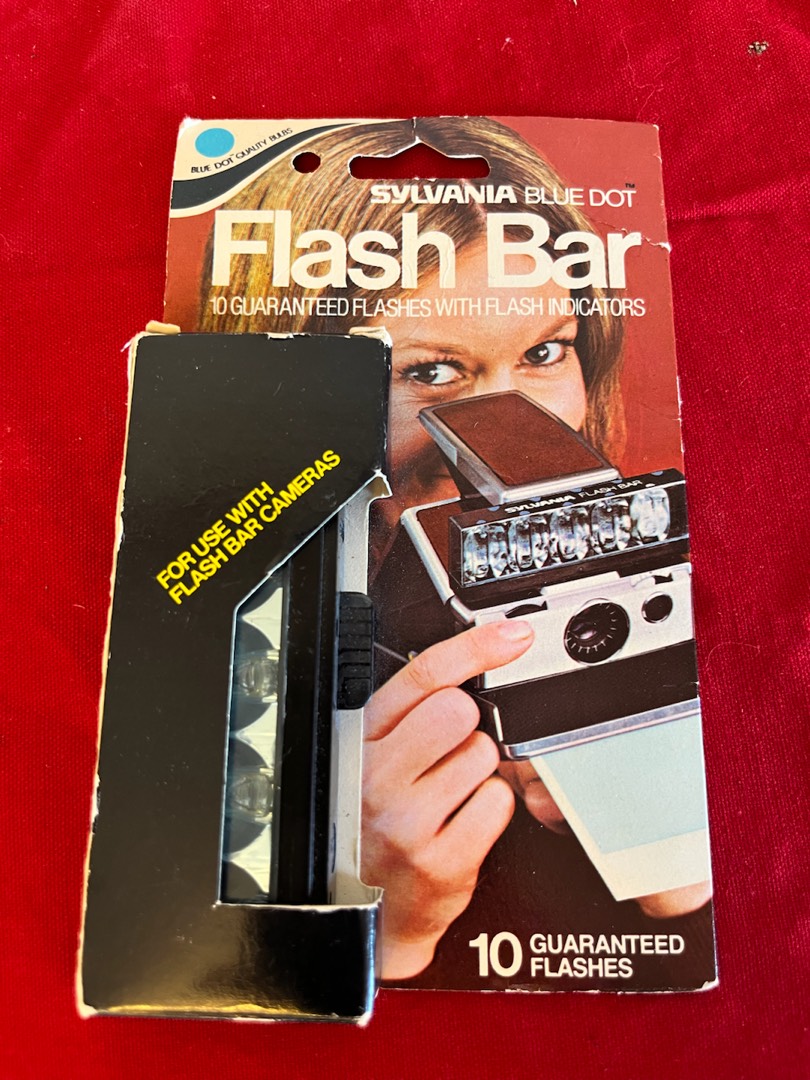 BLUE DOT QUALITY BULBS
SYLVANIA BLUE DOT™
Flash Bar
10 GUARANTEED FLASHES WITH FLASH INDICATORS
FOR USE WITH
FLASH BAR CAMERAS
SYLVANIA FLASH BAR
10 GUARANTEED
FLASHES